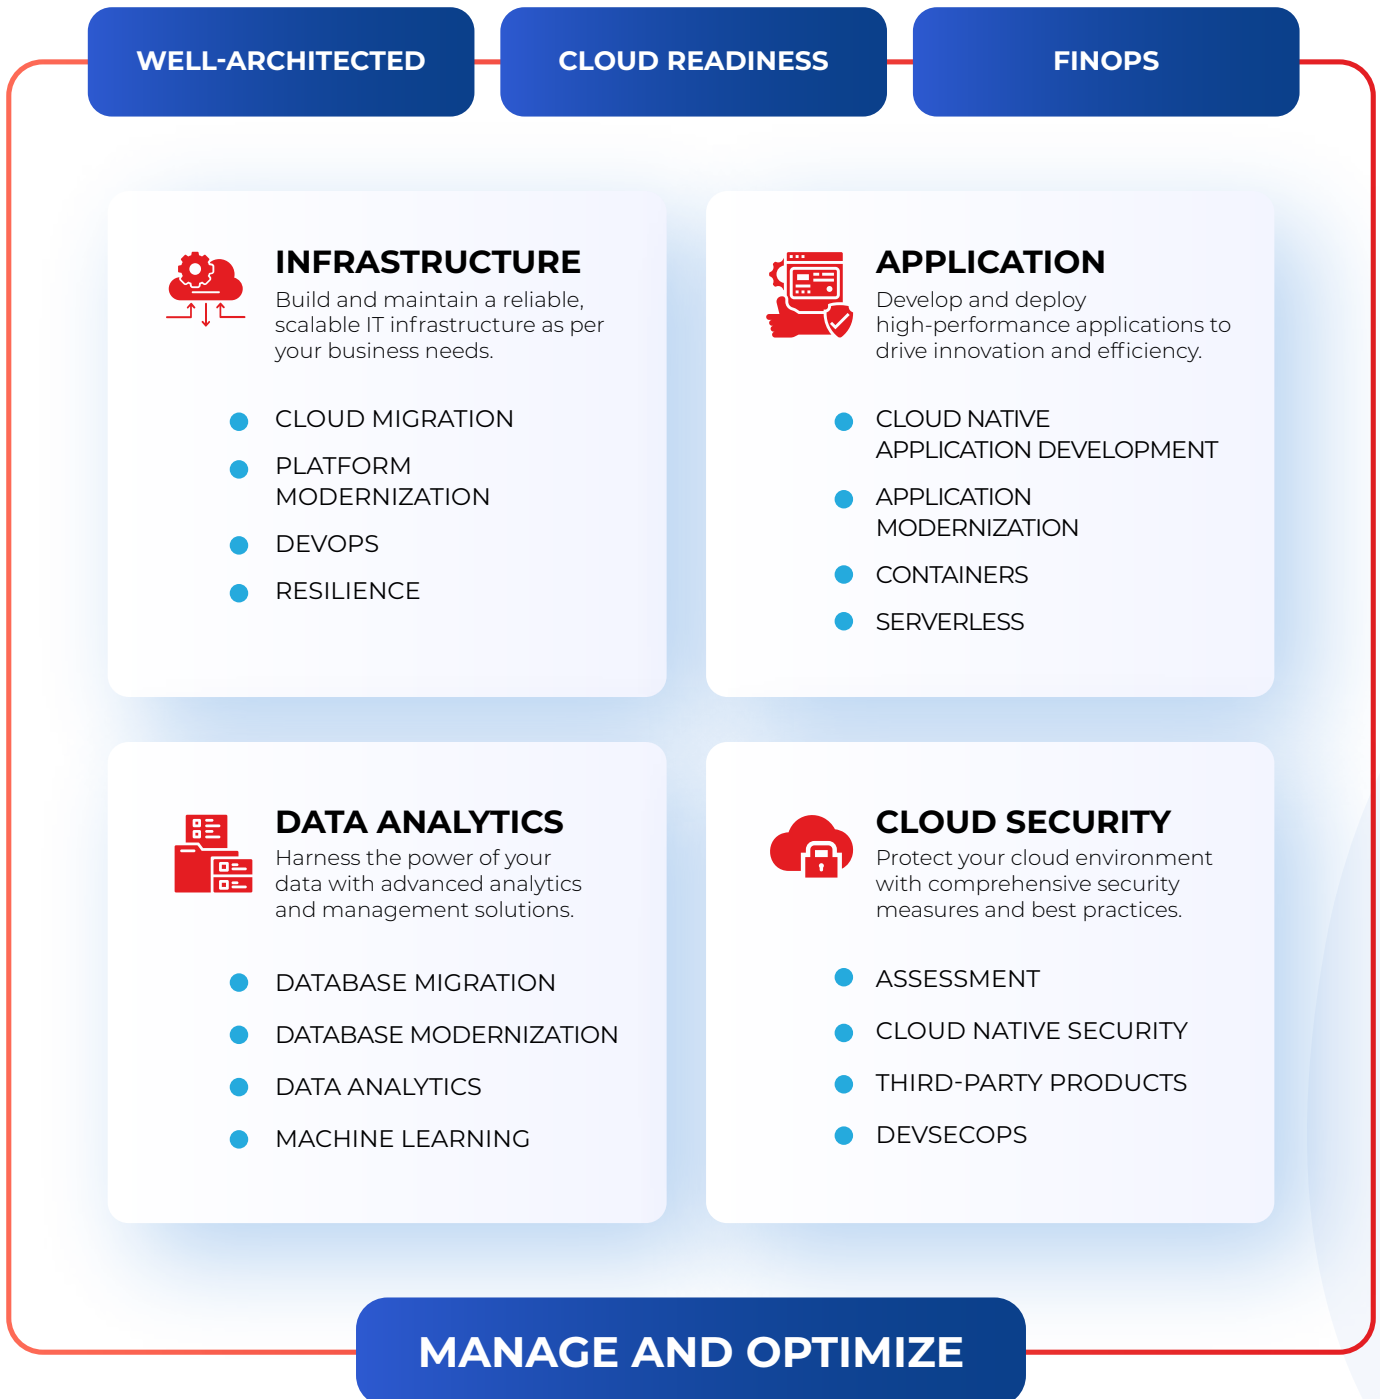 WELL-ARCHITECTED
CLOUD READINESS
FINOPS
INFRASTRUCTURE
Build and maintain a reliable,
scalable IT infrastructure as per
your business needs.
CLOUD MIGRATION
PLATFORM
MODERNIZATION
DEVOPS
RESILIENCE
APPLICATION
Develop and deploy
high-performance applications to
drive innovation and efficiency.
CLOUD NATIVE
APPLICATION DEVELOPMENT
APPLICATION
MODERNIZATION
CONTAINERS
SERVERLESS
DATA ANALYTICS
Harness the power of your
data with advanced analytics
and management solutions.
DATABASE MIGRATION
DATABASE MODERNIZATION
DATA ANALYTICS
MACHINE LEARNING
CLOUD SECURITY
Protect your cloud environment
with comprehensive security
measures and best practices.
ASSESSMENT
CLOUD NATIVE SECURITY
THIRD-PARTY PRODUCTS
DEVSECOPS
MANAGE AND OPTIMIZE